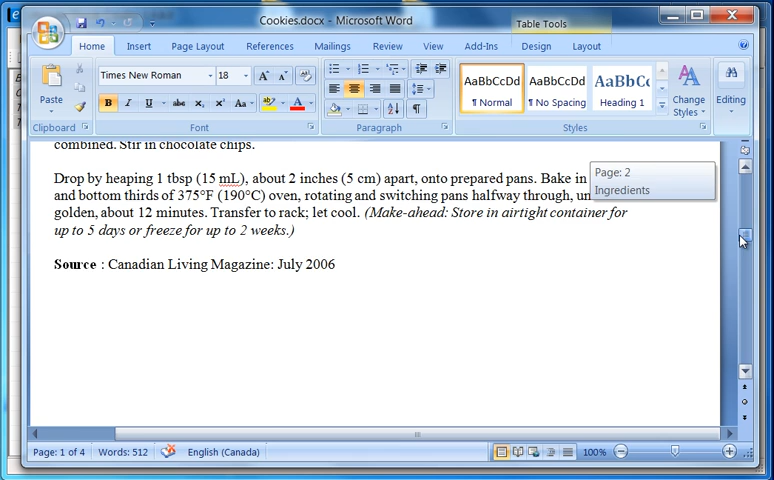 Cookies.docx - Microsoft Word
Table Tools
Home Insert Page Layout References Mailings Review View Add-Ins Design Layout
Paste
Times New Roman 18
B I U abc x₂ x² Aa A
AaBbCcDd AaBbCcDd AaBbCc
¶ Normal ¶ No Spacing Heading 1
Change Styles
Editing
Clipboard Font Paragraph Styles
combined. Stir in chocolate chips.
Page: 2
Ingredients
Drop by heaping 1 tbsp (15 mL), about 2 inches (5 cm) apart, onto prepared pans. Bake in
and bottom thirds of 375°F (190°C) oven, rotating and switching pans halfway through, un
golden, about 12 minutes. Transfer to rack; let cool. (Make-ahead: Store in airtight container for
up to 5 days or freeze for up to 2 weeks.)
Source : Canadian Living Magazine: July 2006
Page: 1 of 4 Words: 512 English (Canada) 100%